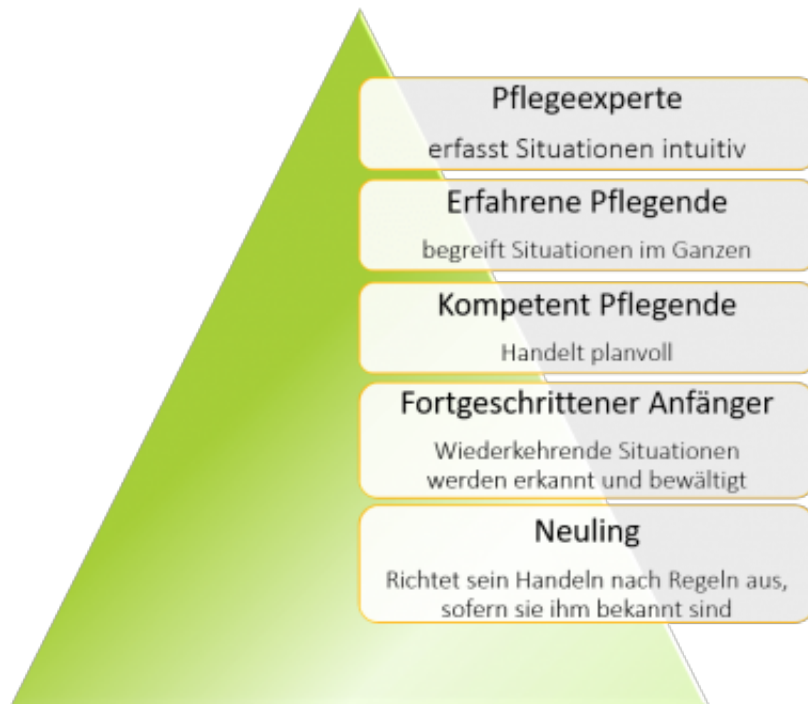 Pflegeexperte
erfasst Situationen intuitiv
Erfahrene Pflegende
begreift Situationen im Ganzen
Kompetent Pflegende
Handelt planvoll
Fortgeschrittener Anfänger
Wiederkehrende Situationen
werden erkannt und bewältigt
Neuling
Richtet sein Handeln nach Regeln aus,
sofern sie ihm bekannt sind